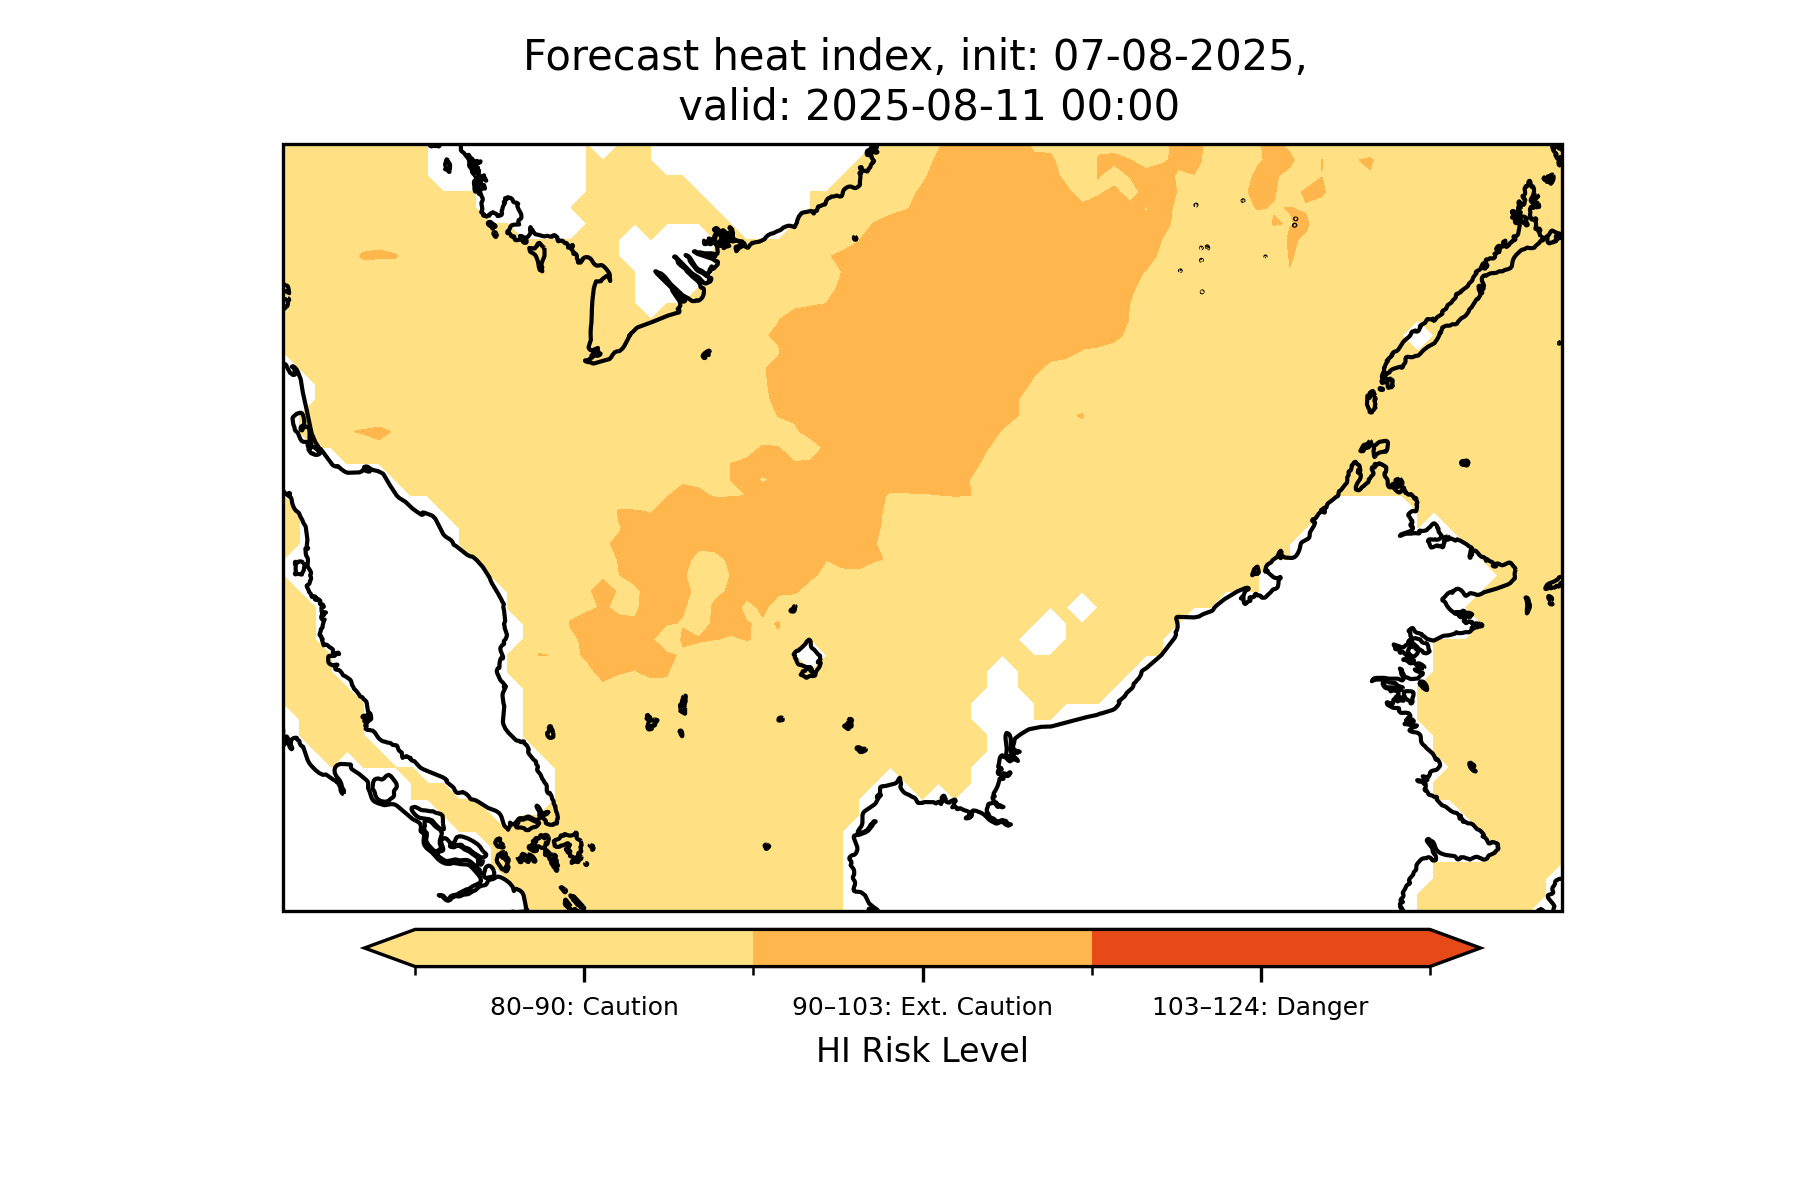 Forecast heat index, init: 07-08-2025,
valid: 2025-08-11 00:00
80–90: Caution
90–103: Ext. Caution
103–124: Danger
HI Risk Level